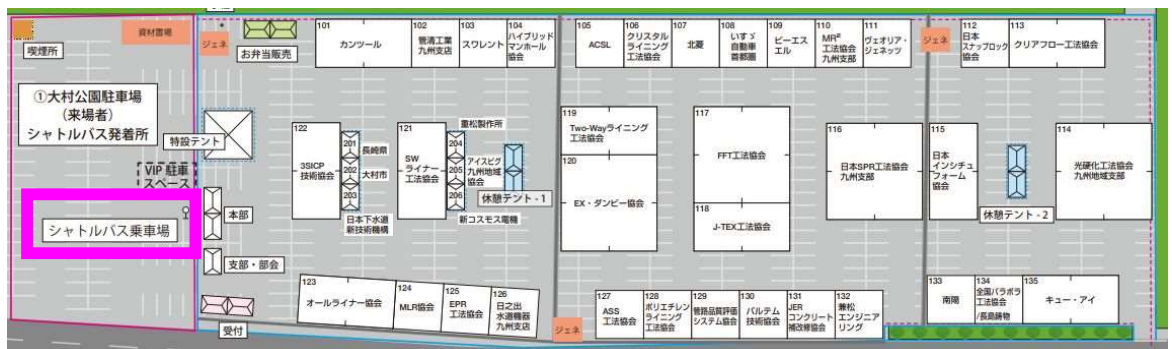 喫煙所
資材置場
ジェネ
お弁当販売
101
カンツール
102
管清工業
九州支店
103
スワレント
104
ハイブリッド
マンホール
協会
105
ACSL
106
クリスタル
ライニング
工法協会
107
北菱
108
いすゞ
自動車
首都圏
109
ピーエス
エル
110
MR²
工法協会
九州支部
111
ヴェオリア・
ジェネッツ
ジェネ
112
日本
スナップロック
協会
113
クリアフロー工法協会
①大村公園駐車場
(来場者)
シャトルバス発着所
特設テント
VIP 駐車
スペース
シャトルバス乗車場
本部
支部・部会
受付
122
3SICP
技術協会
201
長崎県
202
大村市
203
日本下水道
新技術機構
121
SW
ライナー
工法協会
重松製作所
204
アイスピグ
九州地域
協会
205
206
新コスモス電機
休憩テント - 1
119
Two-Wayライニング
工法協会
120
EX・ダンビー協会
117
FFT工法協会
118
J-TEX工法協会
116
日本SPR工法協会
九州支部
115
日本
インシチュ
フォーム
協会
休憩テント - 2
114
光硬化工法協会
九州地域支部
123
オールライナー協会
124
MLR協会
125
EPR
工法協会
126
日之出
水道機器
九州支店
ジェネ
127
ASS
工法協会
128
ポリエチレン
ライニング
工法協会
129
管路品質評価
システム協会
130
パルテム
技術協会
131
JER
コンクリート
補改修協会
132
兼松
エンジニア
リング
133
南陽
134
全国パラボラ
工法協会
/長島鋳物
135
キュー・アイ